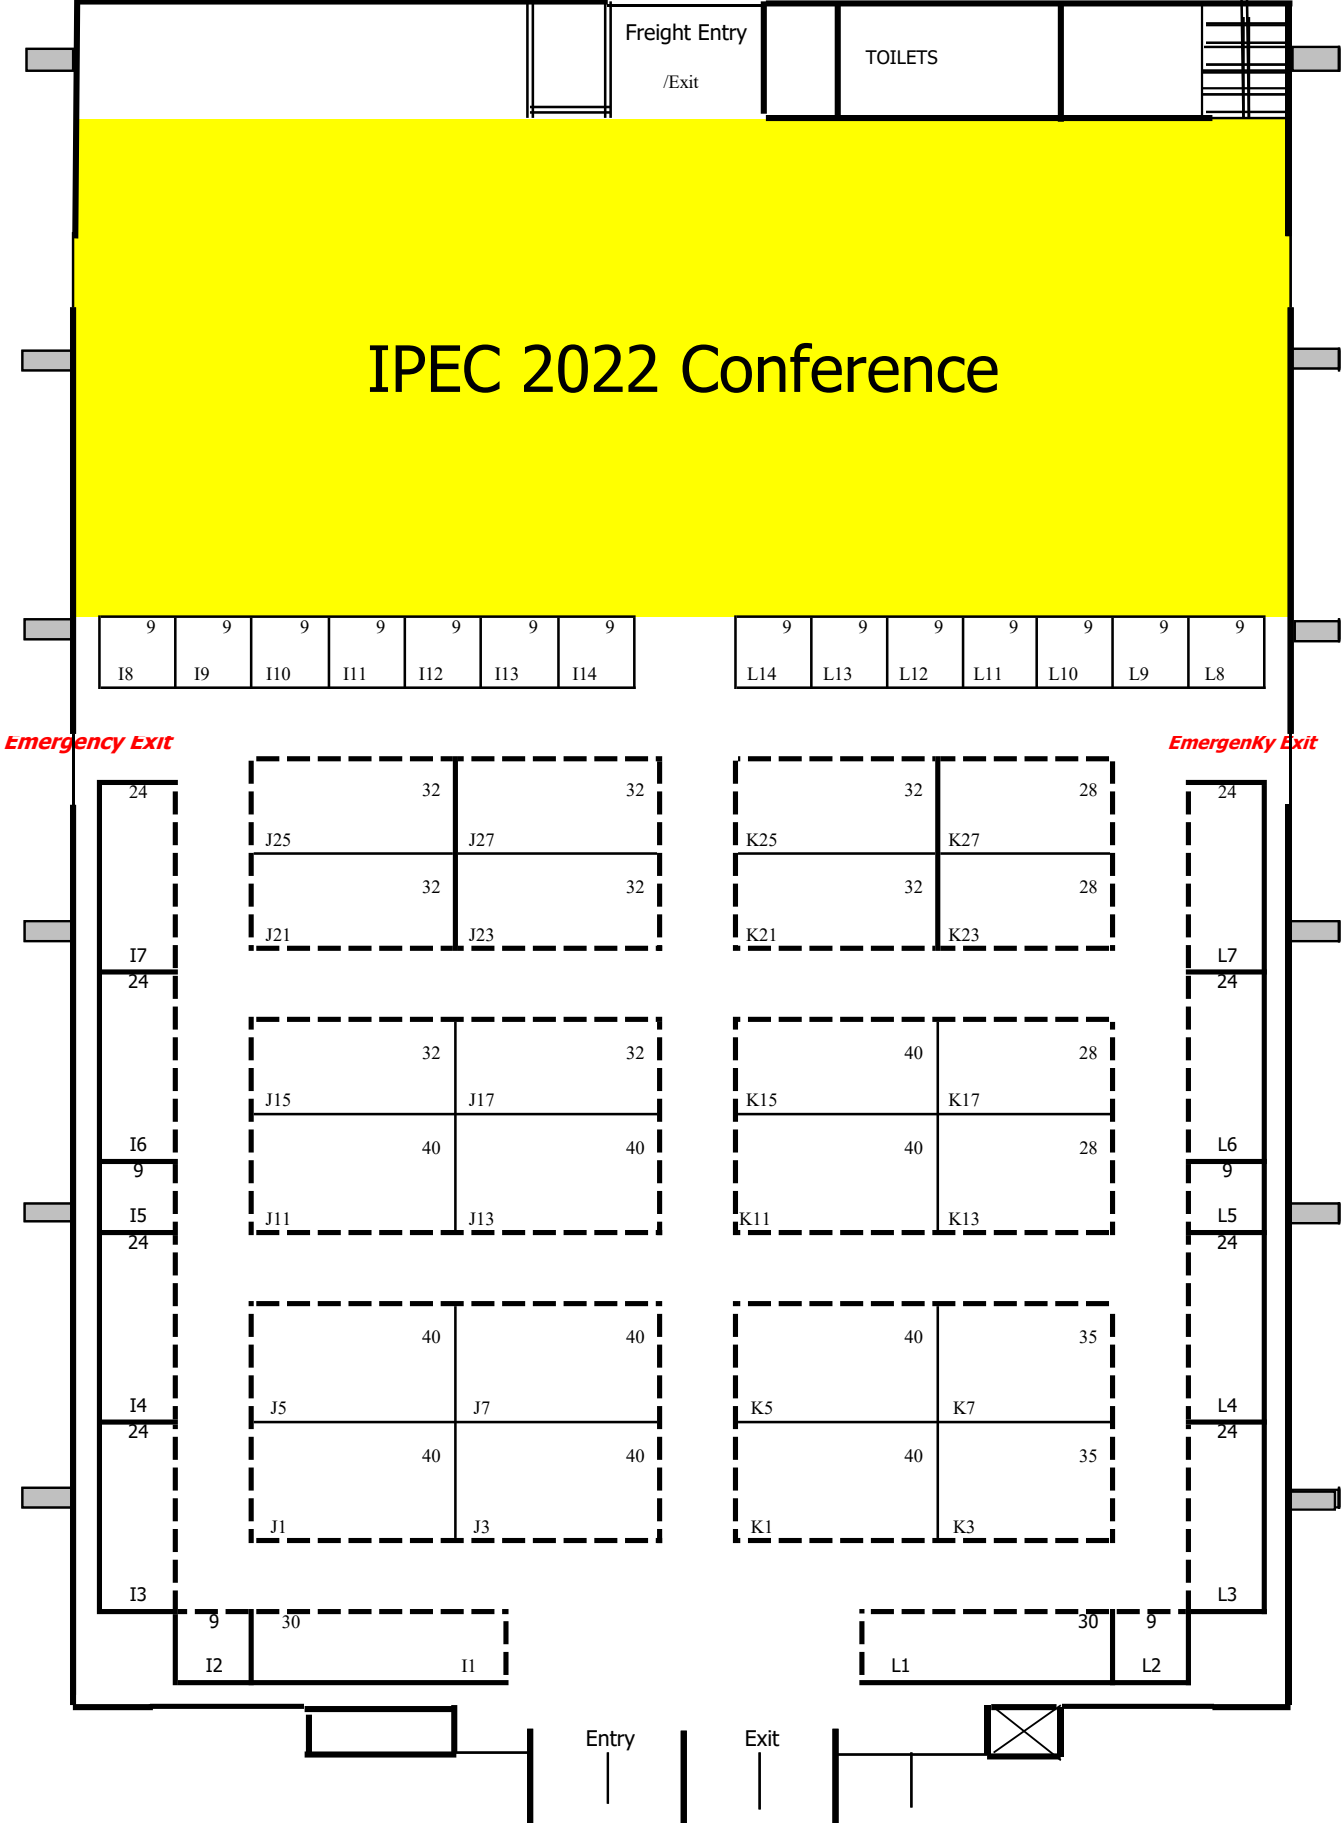 Freight Entry
/Exit
TOILETS
IPEC 2022 Conference
9 9 9 9 9 9 9 9 9 9 9 9 9 9
I8 I9 I10 I11 I12 I13 I14 L14 L13 L12 L11 L10 L9 L8
Emergency Exit EmergenKy Exit
24 32 32 32 28 24
J25 J27 K25 K27
32 32 32 28
J21 J23 K21 K23
I7 L7
24 24
32 32 40 28
J15 J17 K15 K17
I6 40 40 40 28 L6
9 9
I5 J11 J13 K11 K13 L5
24 24
40 40 40 35
I4 J5 J7 K5 K7 L4
24 24
40 40 40 35
J1 J3 K1 K3
I3 L3
9 30 30 9
I2 I1 L1 L2
Entry Exit